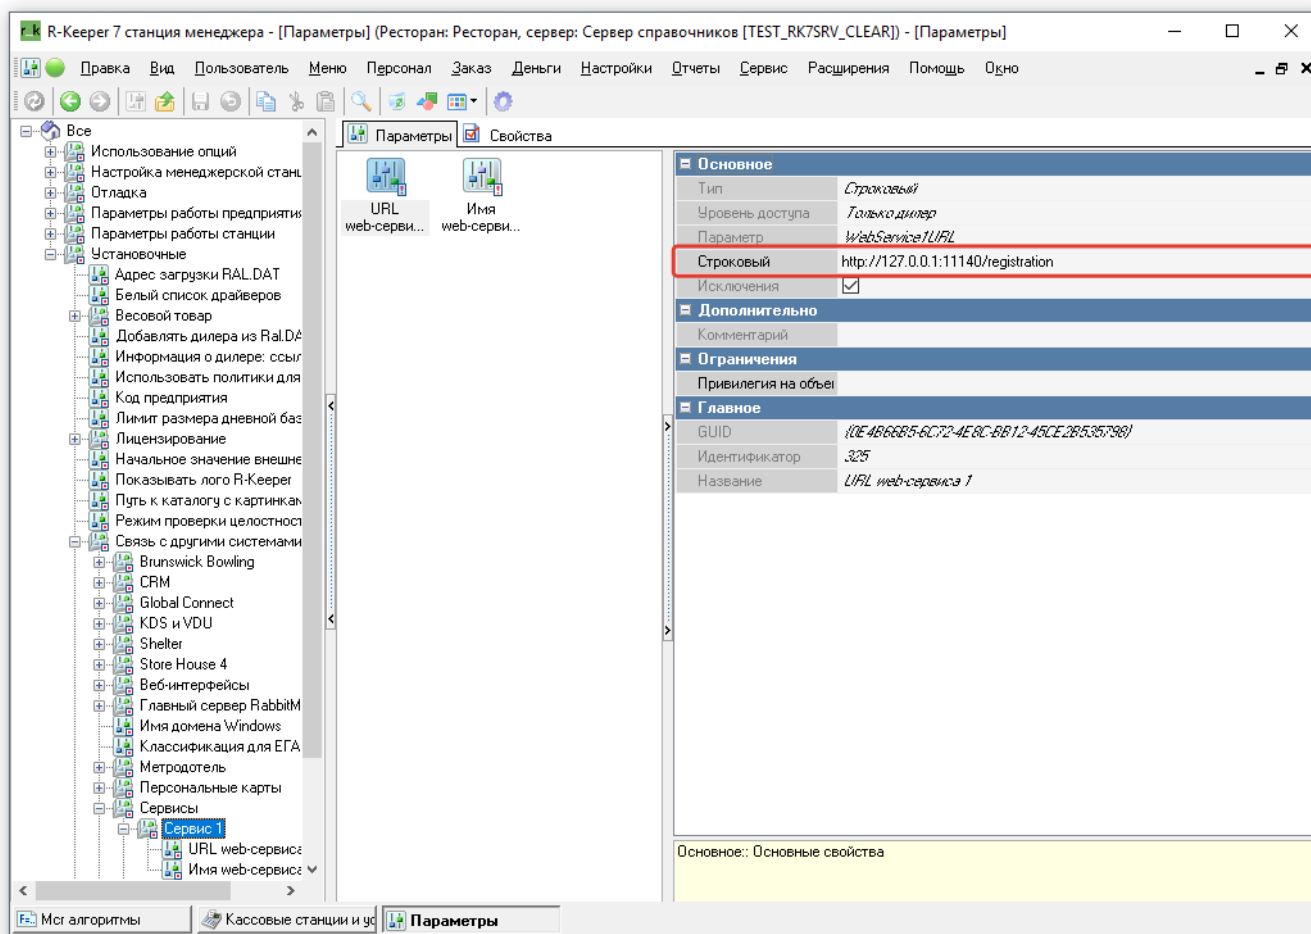 R-Keeper 7 станция менеджера - [Параметры] (Ресторан: Ресторан, сервер: Сервер справочников [TEST_RK7SRV_CLEAR]) - [Параметры]
Правка Вид Пользователь Меню Персонал Заказ Деньги Настройки Отчеты Сервис Расширения Помощь Окно
Все
Использование опций
Настройка менеджерской станц
Отладка
Параметры работы предприятия
Параметры работы станции
Установочные
Адрес загрузки RAL.DAT
Белый список драйверов
Весовой товар
Добавлять дилера из Ral.DA
Информация о дилере: ссыл
Использовать политики для
Код предприятия
Лимит размера дневной баз
Лицензирование
Начальное значение внешне
Показывать лого R-Keeper
Путь к каталогу с картинкам
Режим проверки целостност
Связь с другими системами
Brunswick Bowling
CRM
Global Connect
KDS и VDU
Shelter
Store House 4
Веб-интерфейсы
Главный сервер RabbitM
Имя домена Windows
Классификация для ЕГА
Метродотель
Персональные карты
Сервисы
Сервис 1
URL web-сервиса
Имя web-сервиса
Параметры Свойства
URL web-серви...
Имя web-серви...
Основное
Тип Строковый
Уровень доступа Только дилер
Параметр WebService1URL
Строковый http://127.0.0.1:11140/registration
Исключения
Дополнительно
Комментарий
Ограничения
Привилегия на объек
Главное
GUID {0E4B66B5-6C72-4E8C-BB12-45CE2B535798}
Идентификатор 325
Название URL web-сервиса 1
Основное:: Основные свойства
Mcr алгоритмы Кассовые станции и ус Параметры